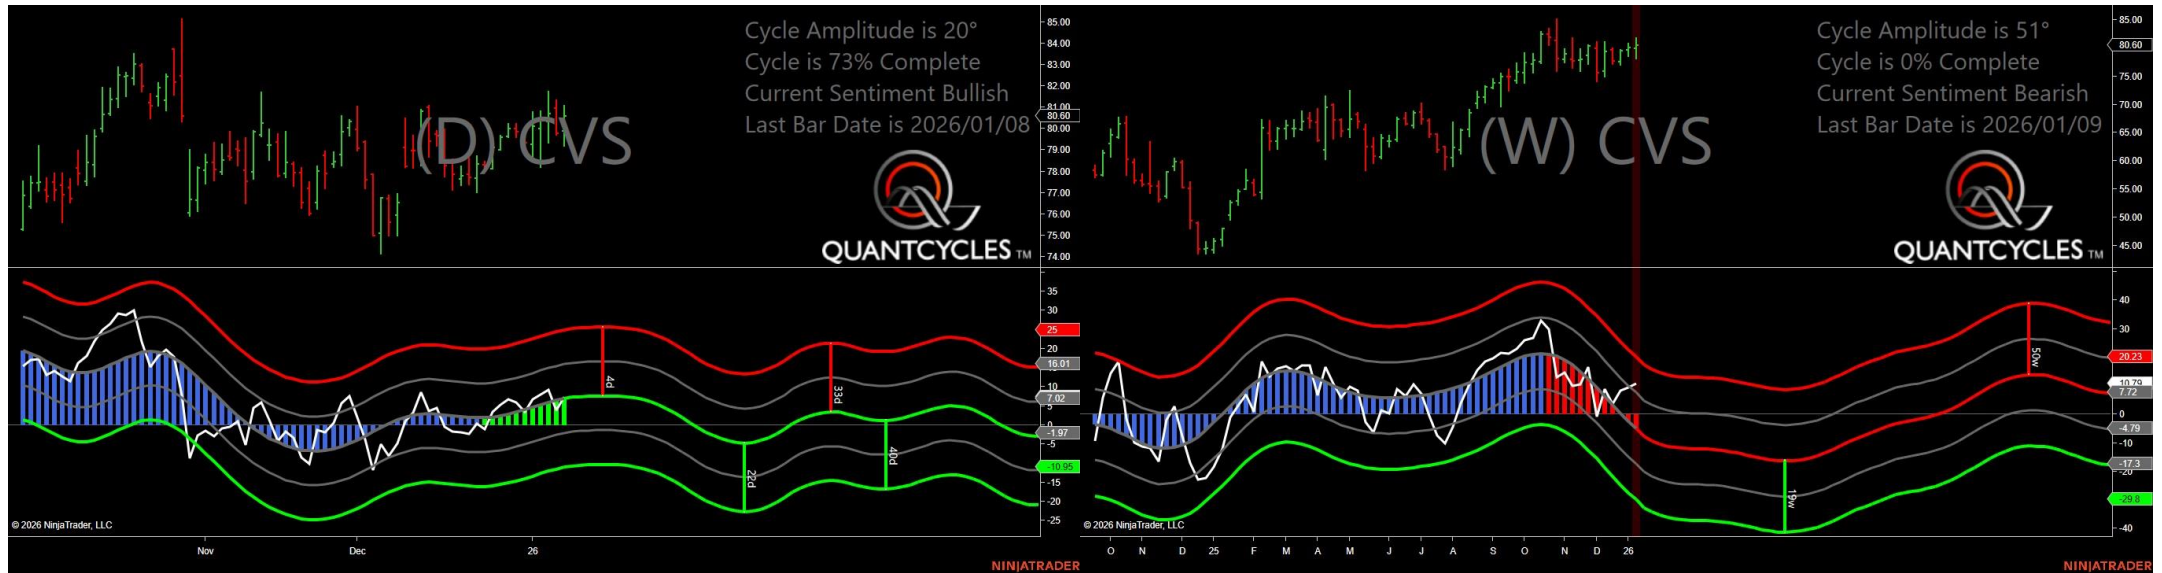 Cycle Amplitude is 20°
Cycle is 73% Complete
Current Sentiment Bullish
Last Bar Date is 2026/01/08
(D) CVS
QUANTCYCLES TM
85.00
84.00
83.00
82.00
81.00
80.60
80.00
79.00
78.00
77.00
76.00
75.00
74.00
35
30
25
20
16.01
10
7.02
5
0
-1.97
-5
-10.95
-15
-20
-25
4d
22d
33d
40d
© 2026 NinjaTrader, LLC
Nov Dec 26
NINJATRADER
Cycle Amplitude is 51°
Cycle is 0% Complete
Current Sentiment Bearish
Last Bar Date is 2026/01/09
(W) CVS
QUANTCYCLES TM
85.00
80.60
75.00
70.00
65.00
60.00
55.00
50.00
45.00
40
30
20.23
10.79
7.72
0
-4.79
-10
-17.3
-20
-29.8
-40
50w
19w
© 2026 NinjaTrader, LLC
O N D 25 F M A M J J A S O N D 26
NINJATRADER